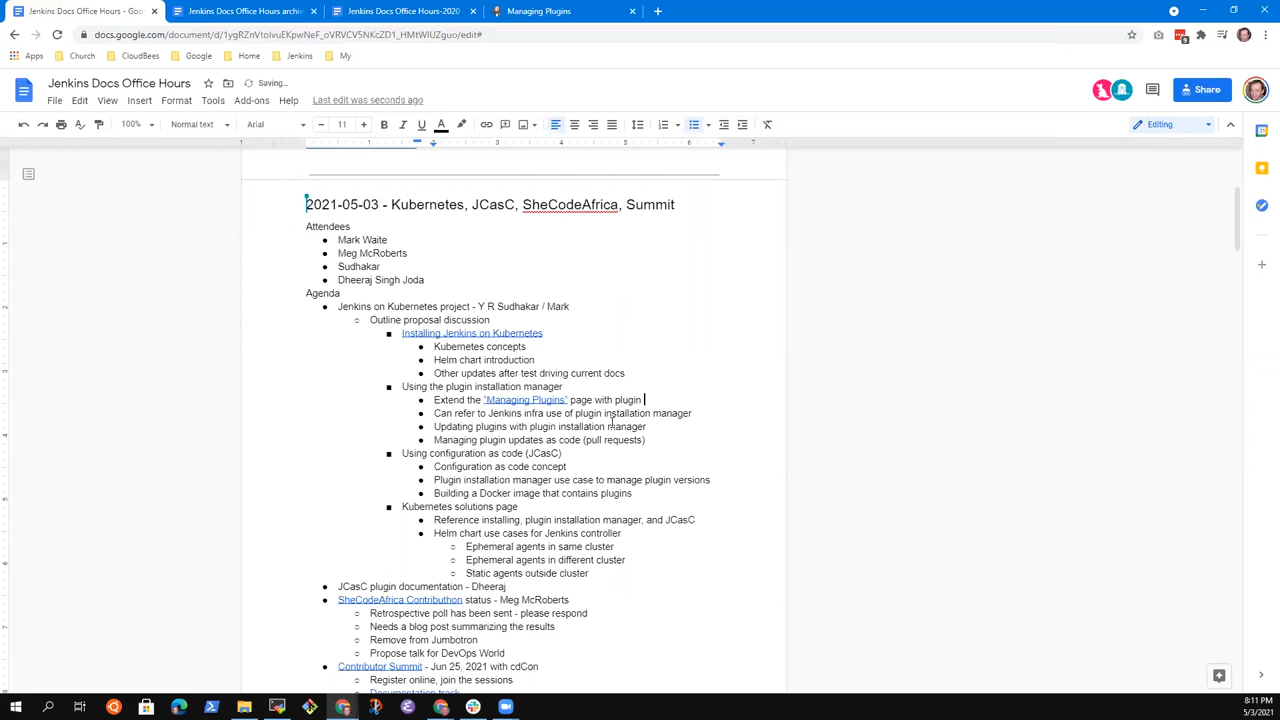 Jenkins Docs Office Hours - Goo
Jenkins Docs Office Hours archiv
Jenkins Docs Office Hours-2020
Managing Plugins
docs.google.com/document/d/1ygRZnVtoIvuEKpwNeF_oVRVCV5NKcZD1_HMtWIUZguo/edit#
Apps
Church
CloudBees
Google
Home
Jenkins
My
Jenkins Docs Office Hours
Saving...
File Edit View Insert Format Tools Add-ons Help Last edit was seconds ago
Share
100% Normal text Arial 11
Editing
2021-05-03 - Kubernetes, JCasC, SheCodeAfrica, Summit
Attendees
● Mark Waite
● Meg McRoberts
● Sudhakar
● Dheeraj Singh Joda
Agenda
● Jenkins on Kubernetes project - Y R Sudhakar / Mark
○ Outline proposal discussion
■ Installing Jenkins on Kubernetes
● Kubernetes concepts
● Helm chart introduction
● Other updates after test driving current docs
■ Using the plugin installation manager
● Extend the "Managing Plugins" page with plugin
● Can refer to Jenkins infra use of plugin installation manager
● Updating plugins with plugin installation manager
● Managing plugin updates as code (pull requests)
■ Using configuration as code (JCasC)
● Configuration as code concept
● Plugin installation manager use case to manage plugin versions
● Building a Docker image that contains plugins
■ Kubernetes solutions page
● Reference installing, plugin installation manager, and JCasC
● Helm chart use cases for Jenkins controller
○ Ephemeral agents in same cluster
○ Ephemeral agents in different cluster
○ Static agents outside cluster
● JCasC plugin documentation - Dheeraj
● SheCodeAfrica Contributhon status - Meg McRoberts
○ Retrospective poll has been sent - please respond
○ Needs a blog post summarizing the results
○ Remove from Jumbotron
○ Propose talk for DevOps World
● Contributor Summit - Jun 25, 2021 with cdCon
○ Register online, join the sessions
○ Documentation track
8:11 PM
5/3/2021